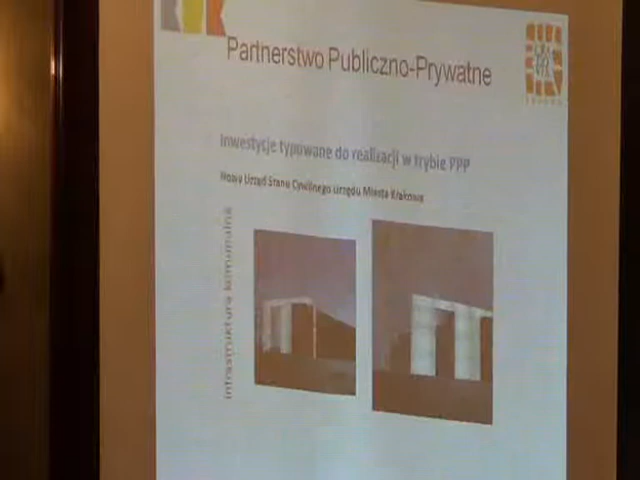 Partnerstwo Publiczno-Prywatne
Inwestycje typowane do realizacji w trybie PPP
Nowy Urząd Stanu Cywilnego Urzędu Miasta Krakowa
Infrastruktura komunalna